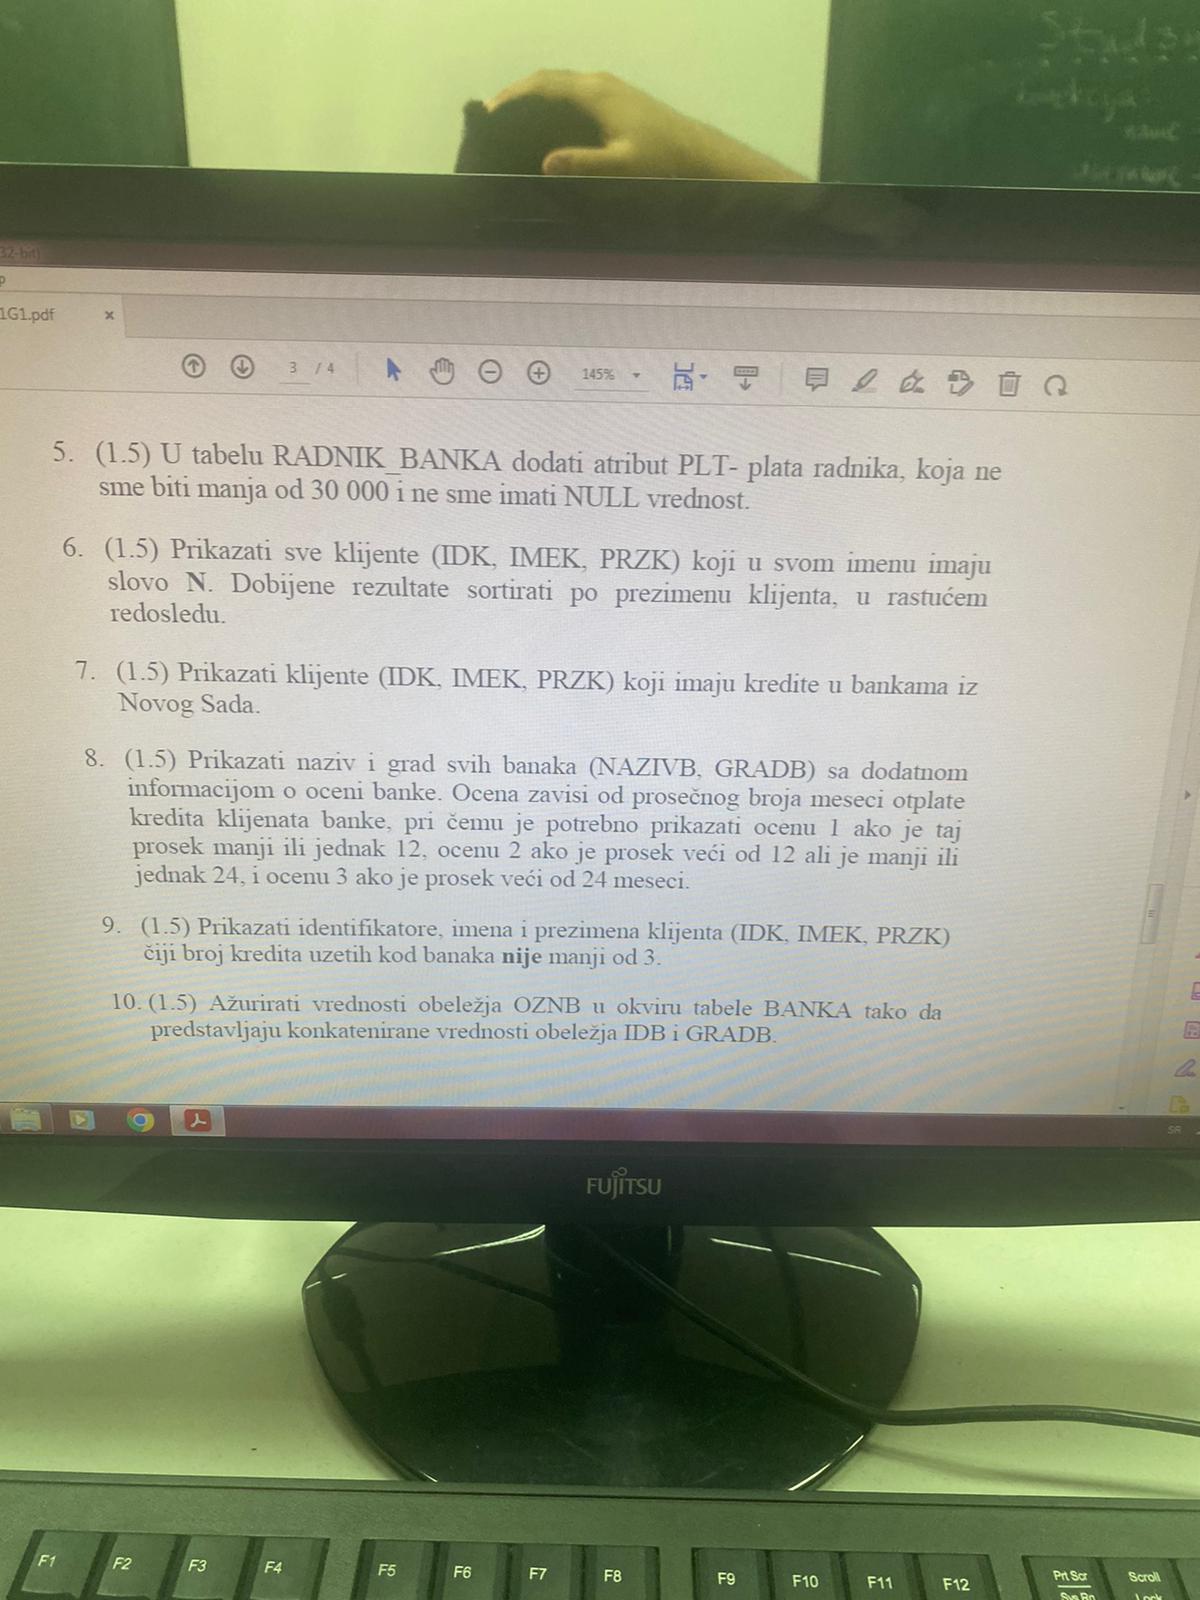 32-bit)
p
1G1.pdf
3 / 4
145%
5. (1.5) U tabelu RADNIK_BANKA dodati atribut PLT- plata radnika, koja ne
sme biti manja od 30 000 i ne sme imati NULL vrednost.
6. (1.5) Prikazati sve klijente (IDK, IMEK, PRZK) koji u svom imenu imaju
slovo N. Dobijene rezultate sortirati po prezimenu klijenta, u rastućem
redosledu.
7. (1.5) Prikazati klijente (IDK, IMEK, PRZK) koji imaju kredite u bankama iz
Novog Sada.
8. (1.5) Prikazati naziv i grad svih banaka (NAZIVB, GRADB) sa dodatnom
informacijom o oceni banke. Ocena zavisi od prosečnog broja meseci otplate
kredita klijenata banke, pri čemu je potrebno prikazati ocenu 1 ako je taj
prosek manji ili jednak 12, ocenu 2 ako je prosek veći od 12 ali je manji ili
jednak 24, i ocenu 3 ako je prosek veći od 24 meseci.
9. (1.5) Prikazati identifikatore, imena i prezimena klijenta (IDK, IMEK, PRZK)
čiji broj kredita uzetih kod banaka nije manji od 3.
10. (1.5) Ažurirati vrednosti obeležja OZNB u okviru tabele BANKA tako da
predstavljaju konkatenirane vrednosti obeležja IDB i GRADB.
SR
FUJITSU
F1 F2 F3 F4 F5 F6 F7 F8 F9 F10 F11 F12 Prt Scr Scroll
Sys Rq Lock